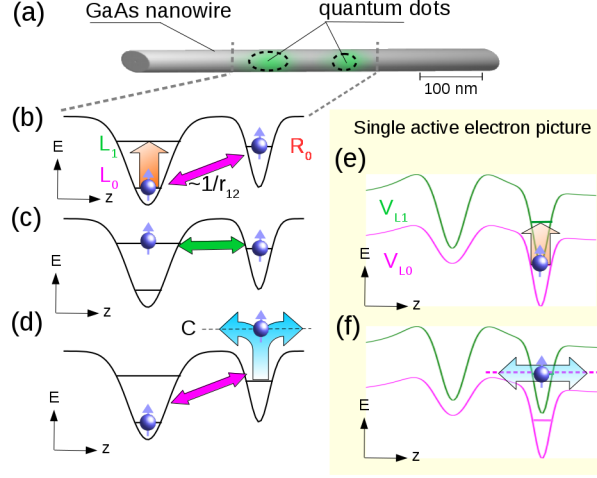 (a) GaAs nanowire quantum dots
100 nm
(b)
E
z
L1
L0
R0
~1/r12
(c)
E
z
(d)
C
E
z
Single active electron picture
(e)
VL1
VL0
E
z
(f)
E
z